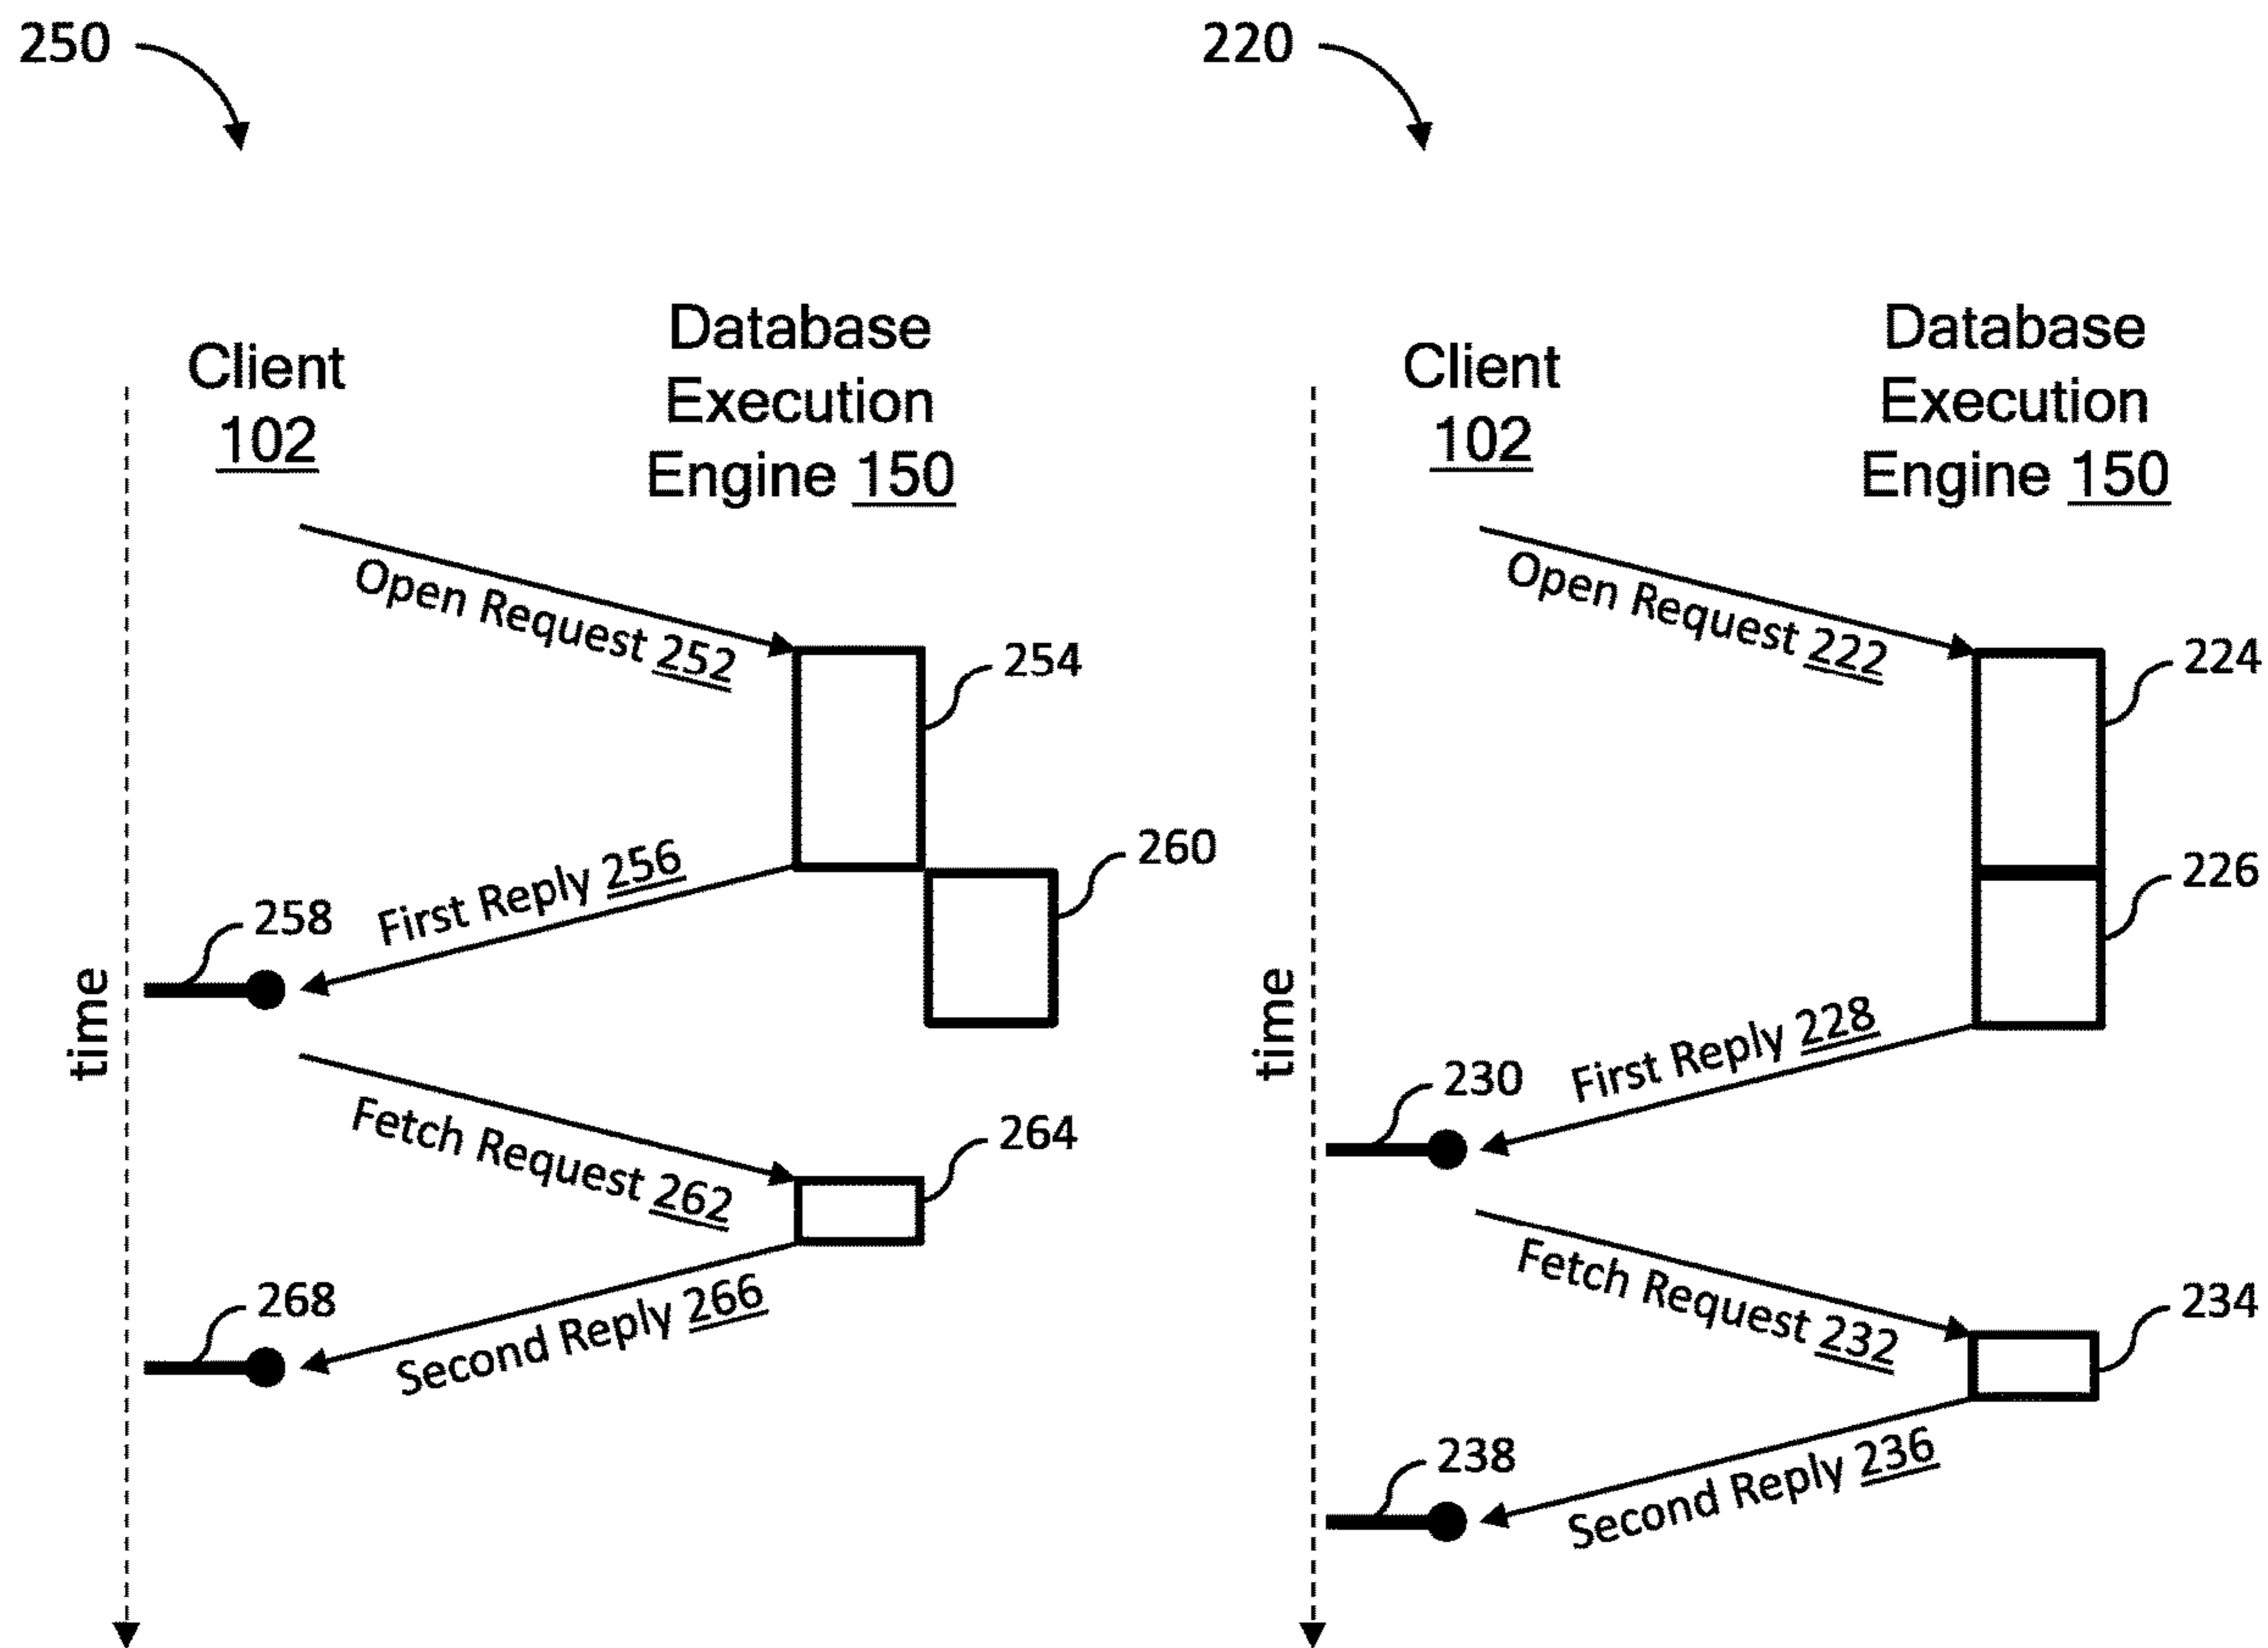 250
Client
102
Database
Execution
Engine 150
Open Request 252
254
First Reply 256
260
258
time
Fetch Request 262
264
Second Reply 266
268
220
Client
102
Database
Execution
Engine 150
Open Request 222
224
226
First Reply 228
230
time
Fetch Request 232
234
Second Reply 236
238